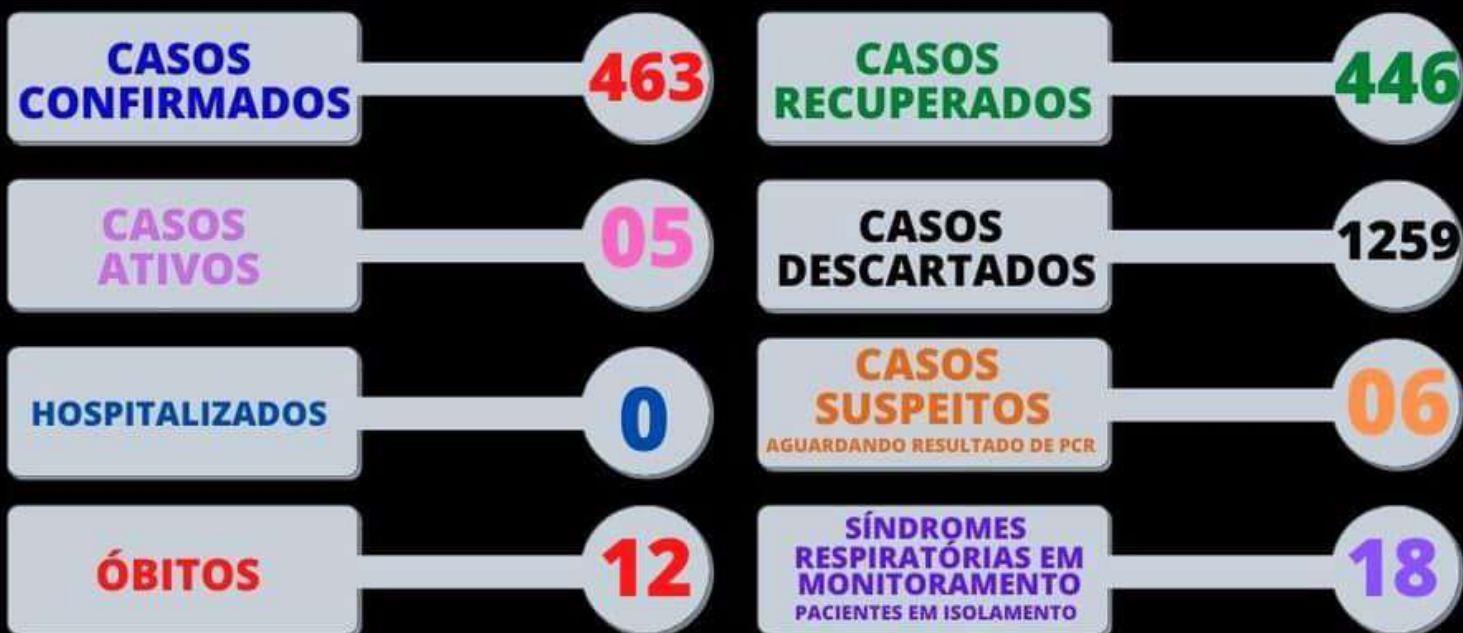 CASOS
CONFIRMADOS
463
CASOS
RECUPERADOS
446
CASOS
ATIVOS
05
CASOS
DESCARTADOS
1259
HOSPITALIZADOS
0
CASOS
SUSPEITOS
AGUARDANDO RESULTADO DE PCR
06
ÓBITOS
12
SÍNDROMES
RESPIRATÓRIAS EM
MONITORAMENTO
PACIENTES EM ISOLAMENTO
18